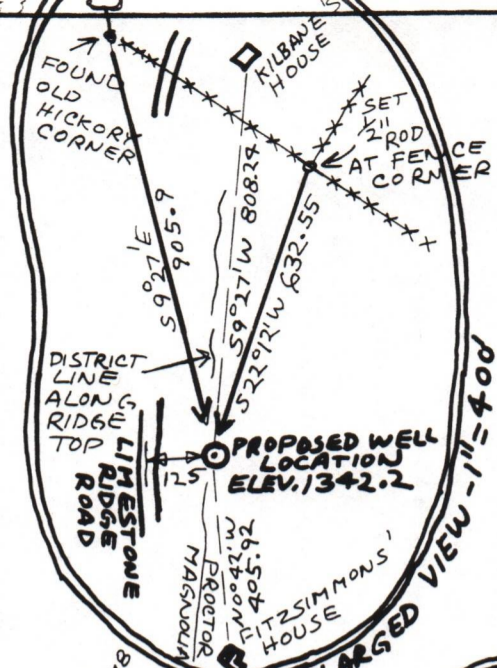 KILBANE
HOUSE
FOUND
OLD
HICKORY
CORNER
SET
1/2"
ROD
AT FENCE
CORNER
S9°27'E
905.9
S9°27'W 808.24
S22°12'W 632.55
DISTRICT
LINE
ALONG
RIDGE
TOP
LIMESTONE
RIDGE
ROAD
125
PROPOSED WELL
LOCATION
ELEV. 1342.2
PROCTOR
MAGNOLIA
N0°42'W
405.92
FITZSIMMONS'
HOUSE
LARGED VIEW-1"=400